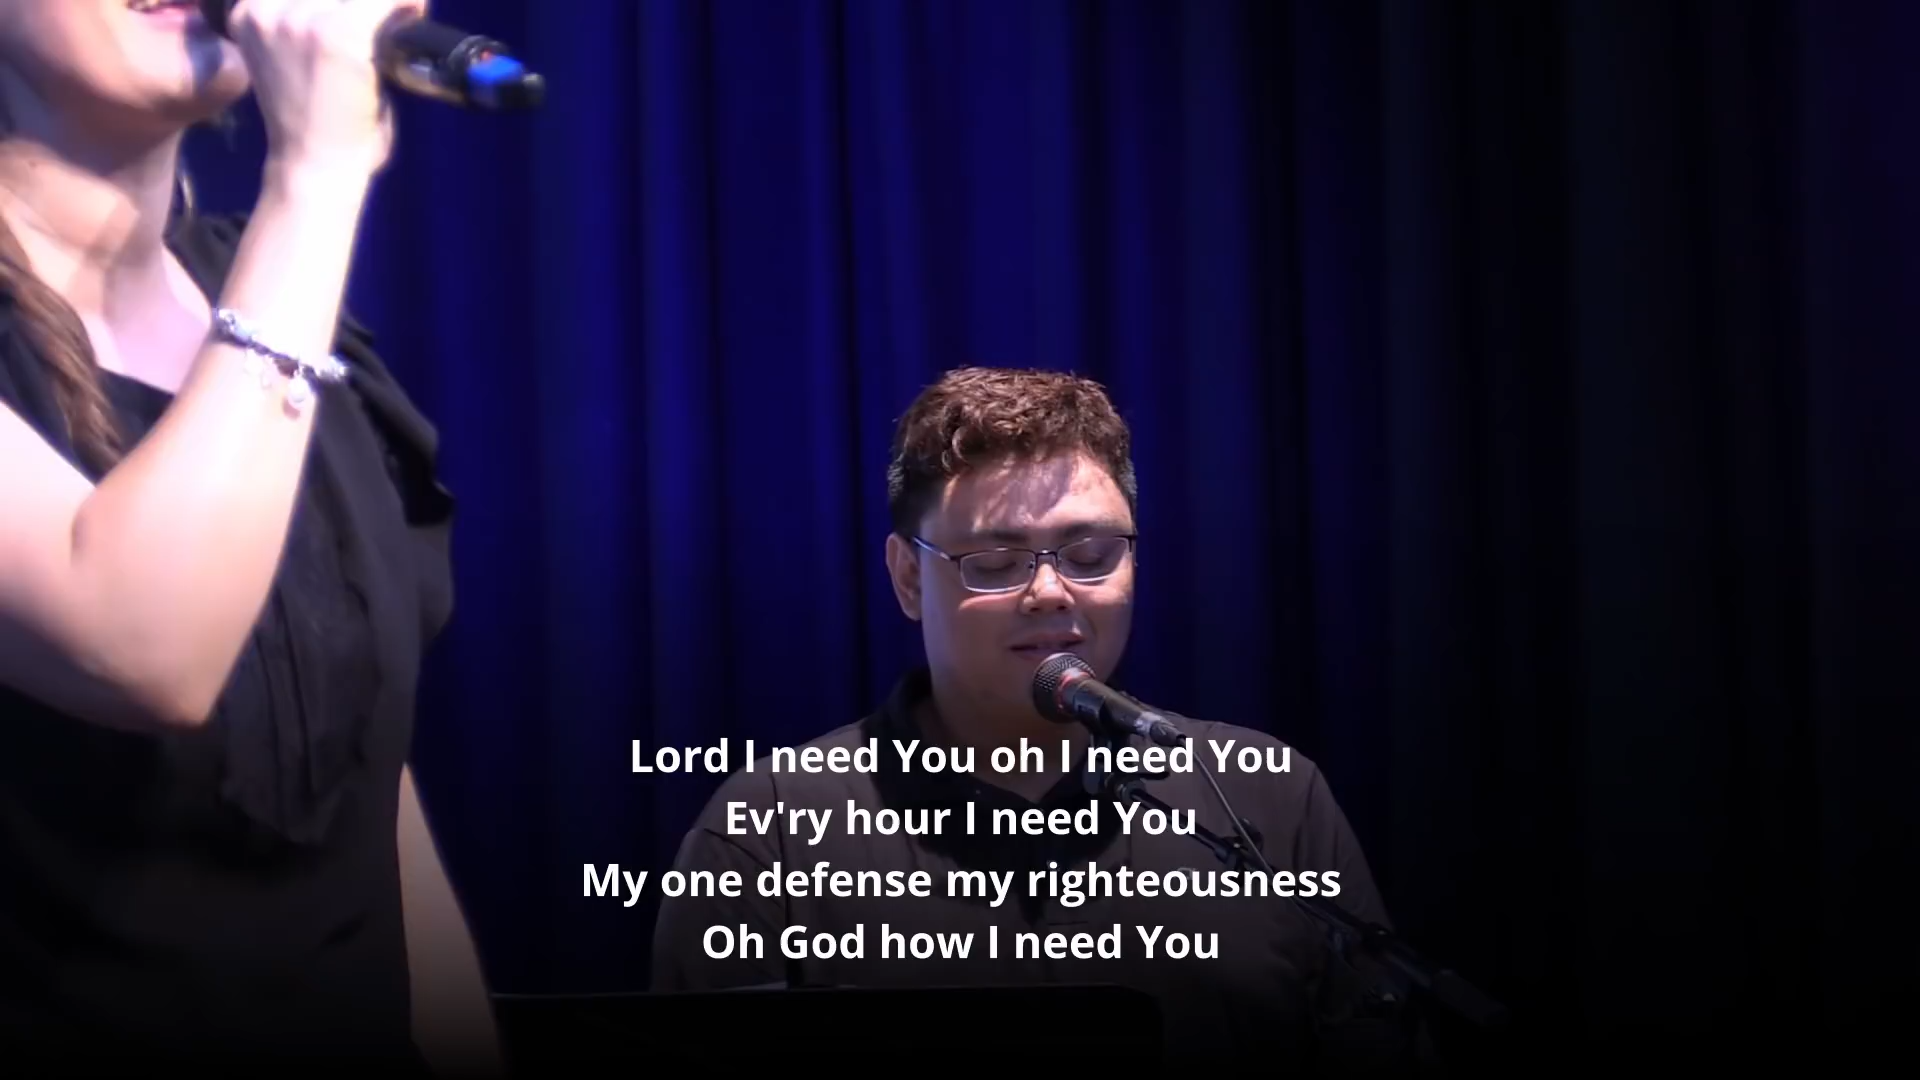 Lord I need You oh I need You
Ev'ry hour I need You
My one defense my righteousness
Oh God how I need You